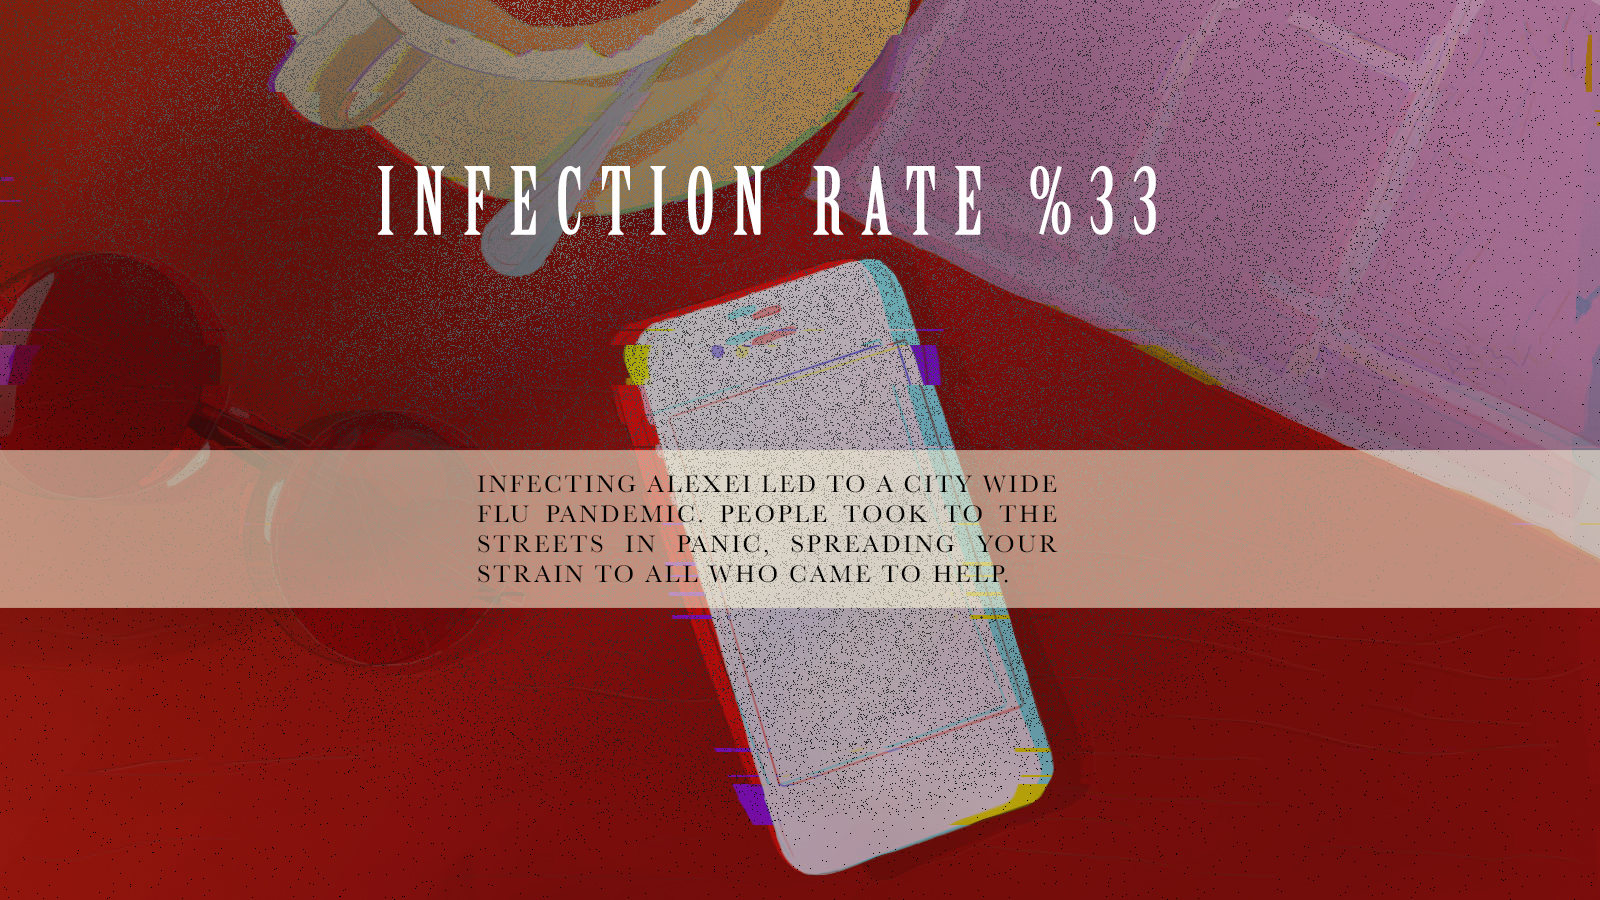 INFECTION RATE %33
INFECTING ALEXEI LED TO A CITY WIDE
FLU PANDEMIC. PEOPLE TOOK TO THE
STREETS IN PANIC, SPREADING YOUR
STRAIN TO ALL WHO CAME TO HELP.